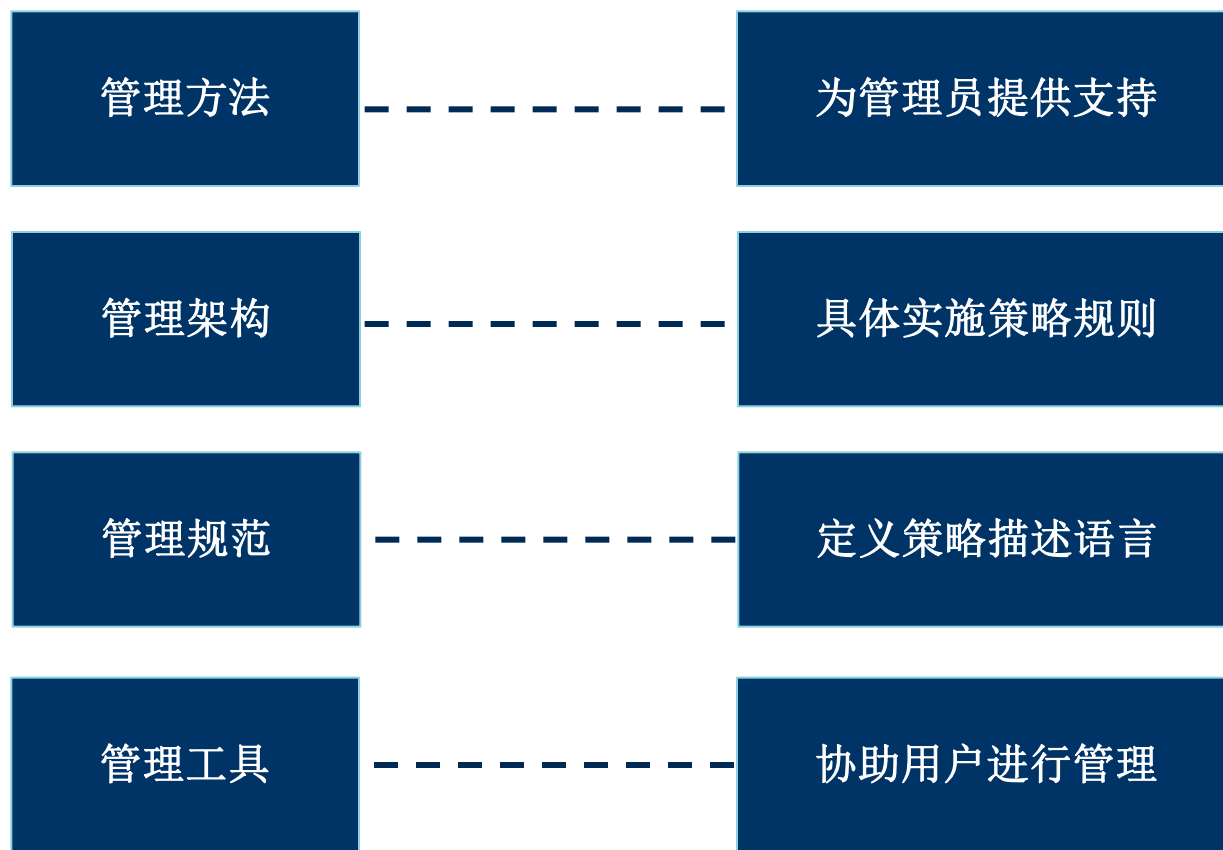 管理方法
为管理员提供支持
管理架构
具体实施策略规则
管理规范
定义策略描述语言
管理工具
协助用户进行管理